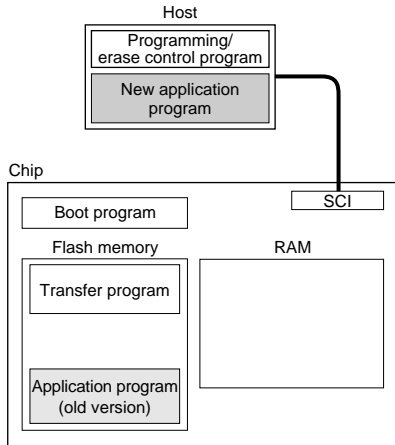 Host
Programming/
erase control program
New application
program
Chip
SCI
Boot program
Flash memory
RAM
Transfer program
Application program
(old version)